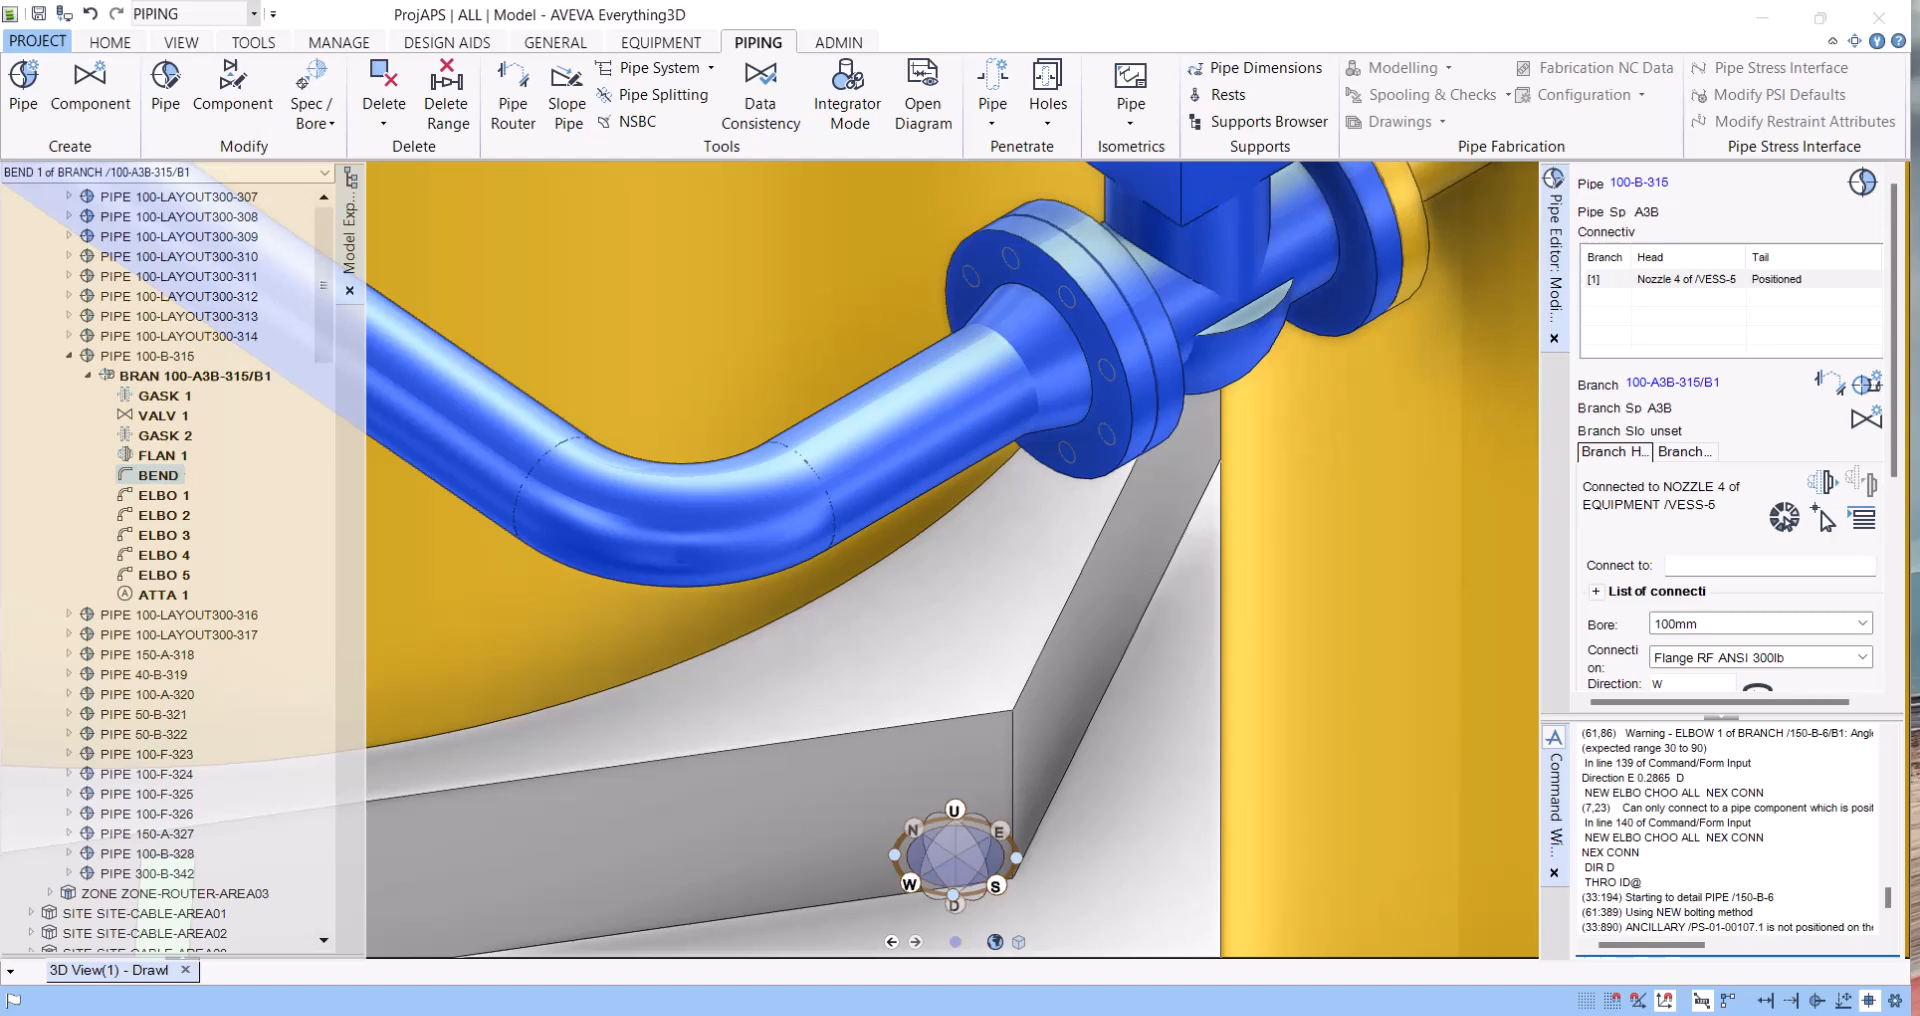 PIPING
ProjAPS | ALL | Model - AVEVA Everything3D
PROJECT HOME VIEW TOOLS MANAGE DESIGN AIDS GENERAL EQUIPMENT PIPING ADMIN
Pipe Component
Create
Pipe Component Spec / Bore
Modify
Delete Delete Range
Delete
Pipe Router Slope Pipe
Pipe System
Pipe Splitting
NSBC
Data Consistency Integrator Mode Open Diagram
Tools
Pipe Holes
Penetrate
Pipe
Isometrics
Pipe Dimensions
Rests
Supports Browser
Supports
Modelling Fabrication NC Data
Spooling & Checks Configuration
Drawings
Pipe Fabrication
Pipe Stress Interface
Modify PSI Defaults
Modify Restraint Attributes
Pipe Stress Interface
BEND 1 of BRANCH /100-A3B-315/B1
PIPE 100-LAYOUT300-307
PIPE 100-LAYOUT300-308
PIPE 100-LAYOUT300-309
PIPE 100-LAYOUT300-310
PIPE 100-LAYOUT300-311
PIPE 100-LAYOUT300-312
PIPE 100-LAYOUT300-313
PIPE 100-LAYOUT300-314
PIPE 100-B-315
BRAN 100-A3B-315/B1
GASK 1
VALV 1
GASK 2
FLAN 1
BEND
ELBO 1
ELBO 2
ELBO 3
ELBO 4
ELBO 5
ATTA 1
PIPE 100-LAYOUT300-316
PIPE 100-LAYOUT300-317
PIPE 150-A-318
PIPE 40-B-319
PIPE 100-A-320
PIPE 50-B-321
PIPE 50-B-322
PIPE 100-F-323
PIPE 100-F-324
PIPE 100-F-325
PIPE 100-F-326
PIPE 150-A-327
PIPE 100-B-328
PIPE 300-B-342
ZONE ZONE-ROUTER-AREA03
SITE SITE-CABLE-AREA01
SITE SITE-CABLE-AREA02
Model Exp...
U
N E
W S
D
3D View(1) - Drawl
Pipe Editor: Modi...
Pipe 100-B-315
Pipe Sp A3B
Connectiv
Branch Head Tail
[1] Nozzle 4 of /VESS-5 Positioned
Branch 100-A3B-315/B1
Branch Sp A3B
Branch Slo unset
Branch H... Branch...
Connected to NOZZLE 4 of
EQUIPMENT /VESS-5
Connect to:
+ List of connecti
Bore: 100mm
Connecti
on: Flange RF ANSI 300lb
Direction: W
Command Wi...
(61,86) Warning - ELBOW 1 of BRANCH /150-B-6/B1: Angle
(expected range 30 to 90)
In line 139 of Command/Form Input
Direction E 0.2865 D
NEW ELBO CHOO ALL NEX CONN
(7,23) Can only connect to a pipe component which is posit
In line 140 of Command/Form Input
NEW ELBO CHOO ALL NEX CONN
NEX CONN
DIR D
THRO ID@
(33:194) Starting to detail PIPE /150-B-6
(61:389) Using NEW bolting method
(33:890) ANCILLARY /PS-01-00107.1 is not positioned on the